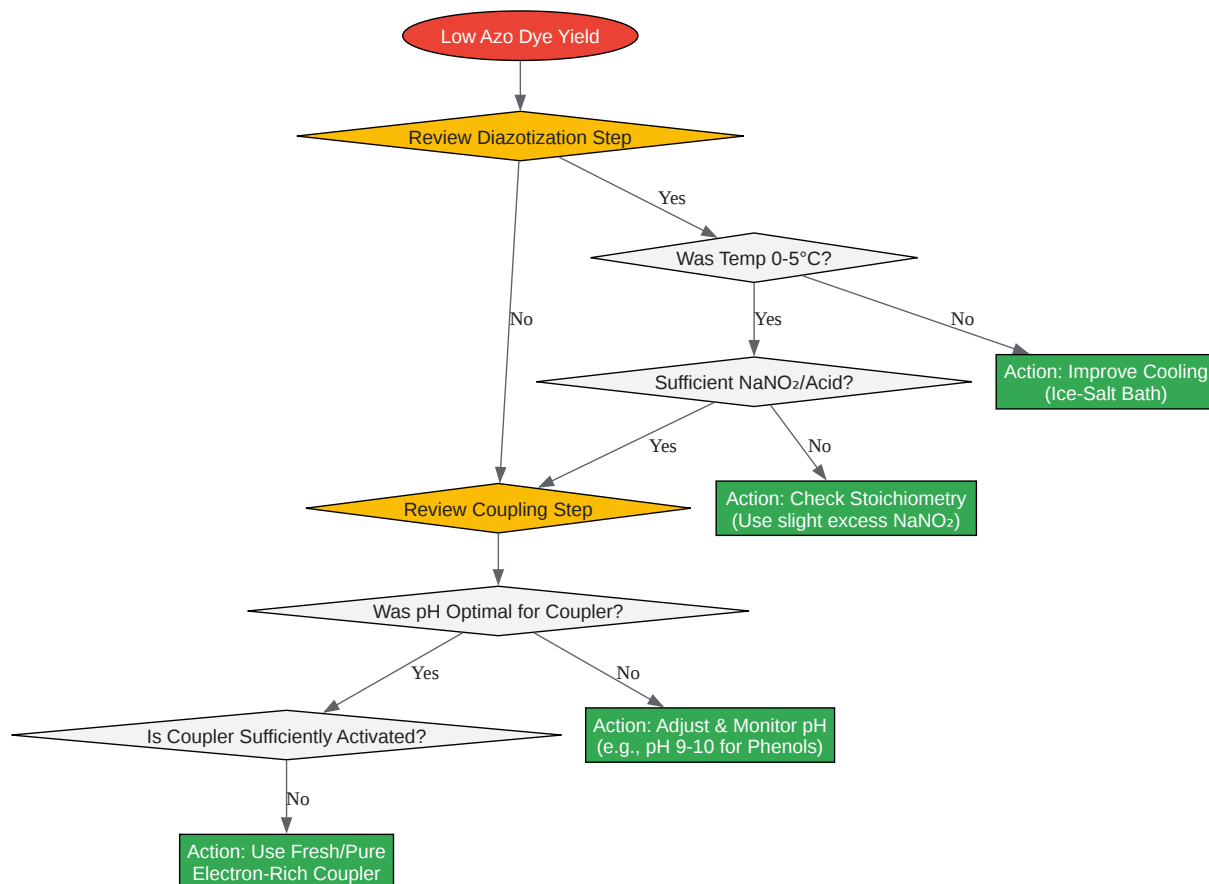 Low Azo Dye Yield
Review Diazotization Step
Yes
Was Temp 0-5°C?
No
Yes
No
Action: Improve Cooling
(Ice-Salt Bath)
Sufficient NaNO₂/Acid?
Yes
No
Action: Check Stoichiometry
(Use slight excess NaNO₂)
Review Coupling Step
Was pH Optimal for Coupler?
Yes
No
Action: Adjust & Monitor pH
(e.g., pH 9-10 for Phenols)
Is Coupler Sufficiently Activated?
No
Action: Use Fresh/Pure
Electron-Rich Coupler